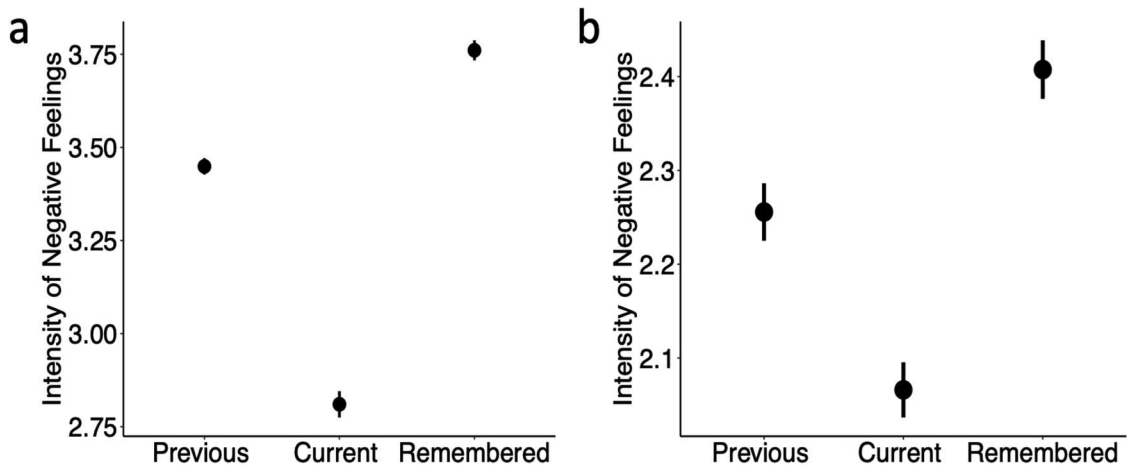 a
Intensity of Negative Feelings
3.75
3.50
3.25
3.00
2.75
Previous Current Remembered
b
Intensity of Negative Feelings
2.4
2.3
2.2
2.1
Previous Current Remembered